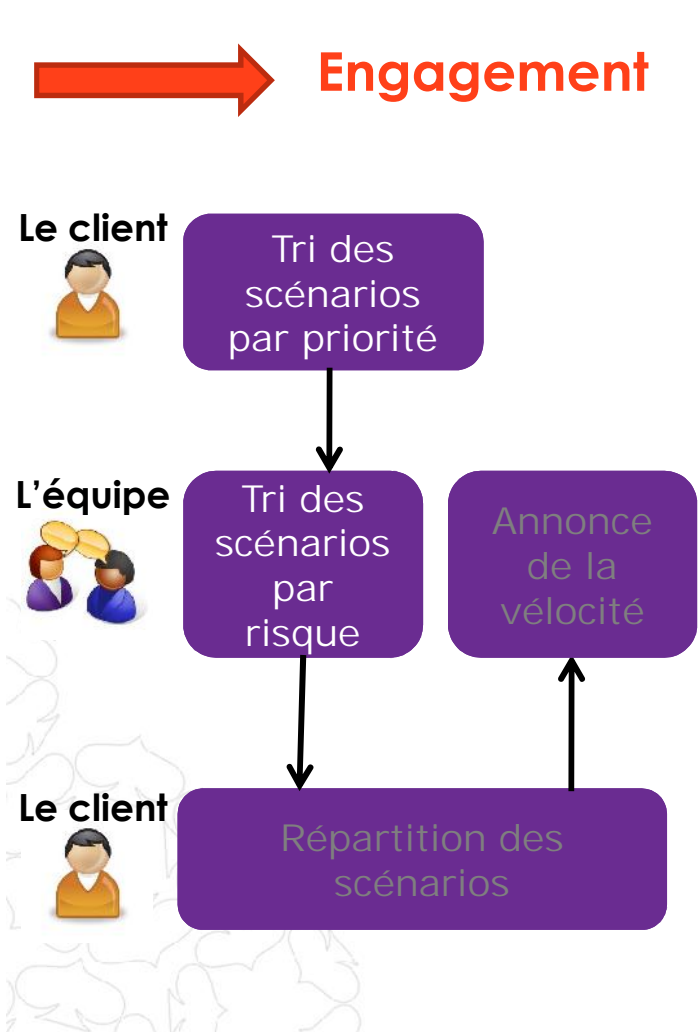 Engagement
Le client
Tri des
scénarios
par priorité
L’équipe
Tri des
scénarios
par
risque
Annonce
de la
vélocité
Le client
Répartition des
scénarios